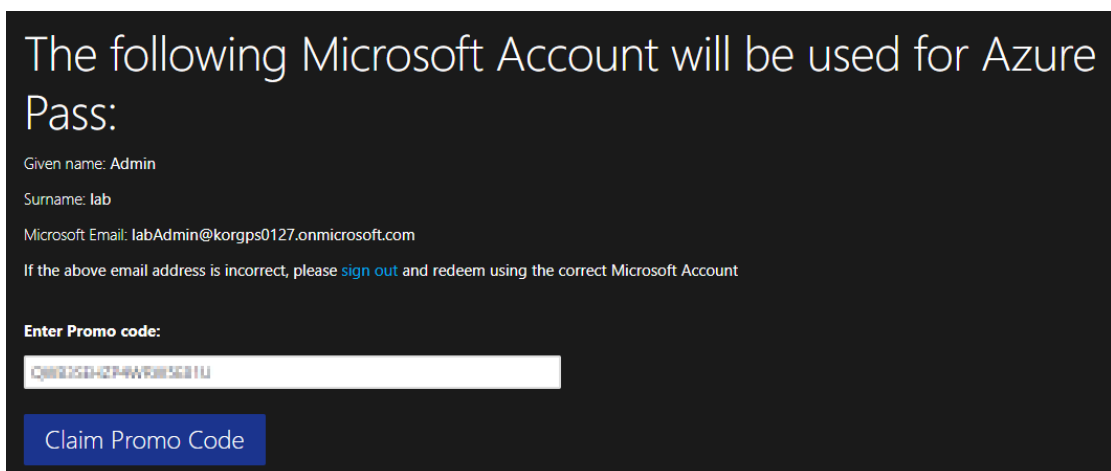 The following Microsoft Account will be used for Azure
Pass:
Given name: Admin
Surname: lab
Microsoft Email: labAdmin@korgps0127.onmicrosoft.com
If the above email address is incorrect, please sign out and redeem using the correct Microsoft Account
Enter Promo code:
Claim Promo Code